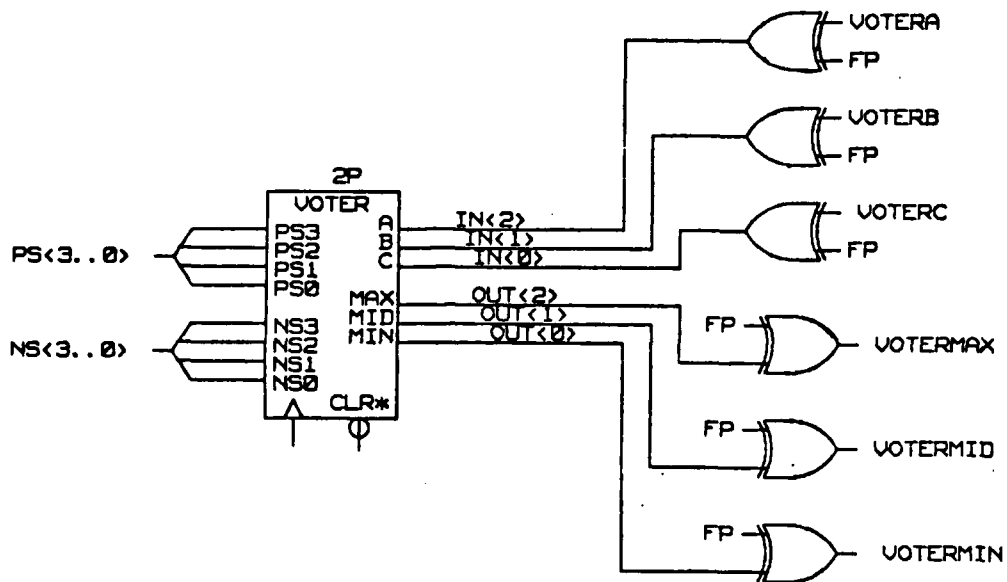 VOTERA
FP
VOTERB
FP
2P
VOTER
A
IN<2>
B
IN<1>
C
IN<0>
VOTERC
FP
PS<3..0>
PS3
PS2
PS1
PS0
MAX
OUT<2>
MID
OUT<1>
MIN
OUT<0>
NS<3..0>
NS3
NS2
NS1
NS0
CLR*
FP
VOTERMAX
FP
VOTERMID
FP
VOTERMIN